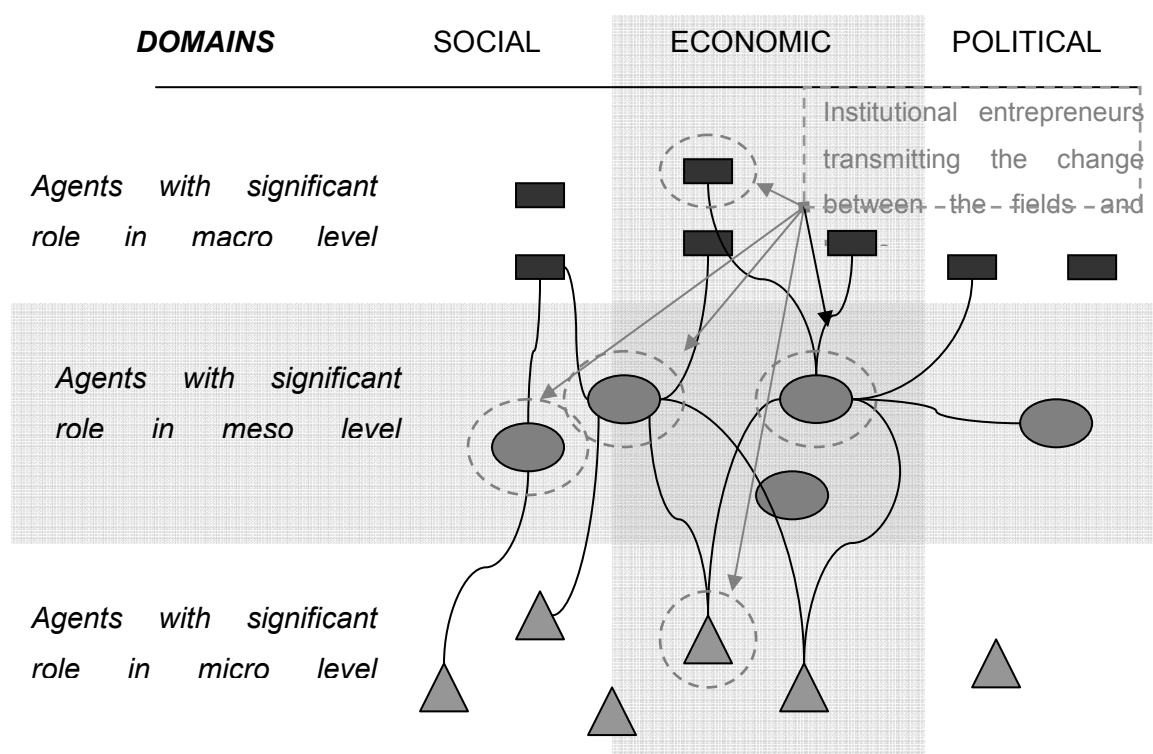 DOMAINS SOCIAL ECONOMIC POLITICAL
Institutional entrepreneurs
transmitting the change
between the fields and
Agents with significant
role in macro level
Agents with significant
role in meso level
Agents with significant
role in micro level